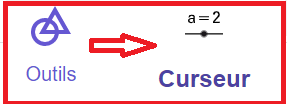 a = 2
Outils
Curseur